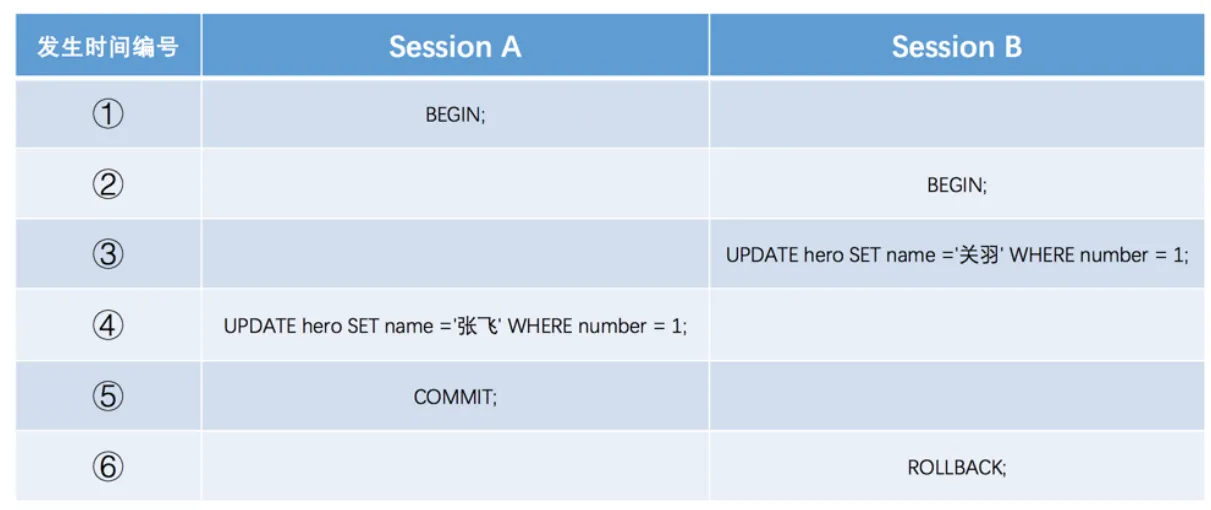 发生时间编号 Session A Session B
① BEGIN;
② BEGIN;
③ UPDATE hero SET name ='关羽' WHERE number = 1;
④ UPDATE hero SET name ='张飞' WHERE number = 1;
⑤ COMMIT;
⑥ ROLLBACK;